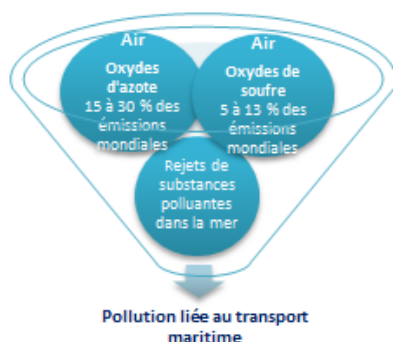 Air
Oxydes
d'azote
15 à 30 % des
émissions
mondiales
Air
Oxydes de
soufre
5 à 13 % des
émissions
mondiales
Rejets de
substances
polluantes
dans la mer
Pollution liée au transport
maritime